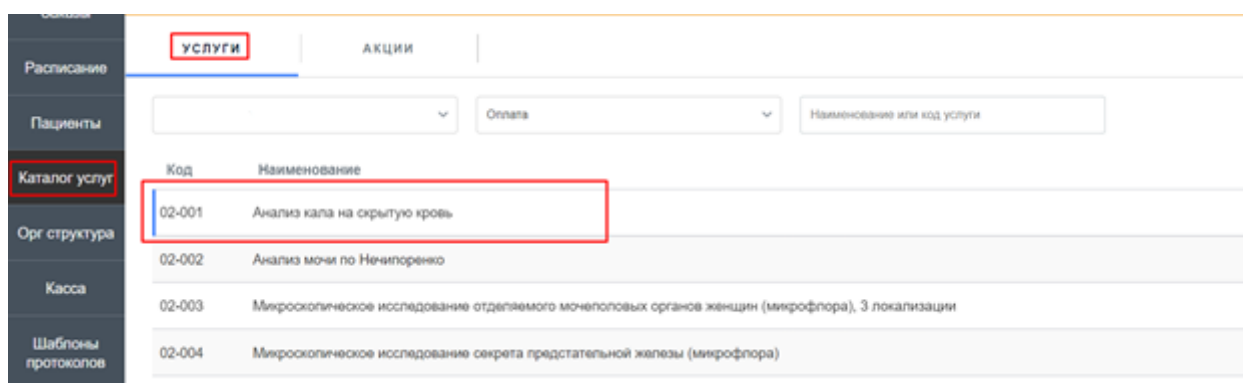 УСЛУГИ
АКЦИИ
Расписание
Пациенты
Оплата
Наименование или код услуги
Каталог услуг
Код
Наименование
02-001
Анализ кала на скрытую кровь
Орг структура
02-002
Анализ мочи по Нечипоренко
Касса
02-003
Микроскопическое исследование отделяемого мочеполовых органов женщин (микрофлора), 3 локализации
Шаблоны
протоколов
02-004
Микроскопическое исследование секрета предстательной железы (микрофлора)